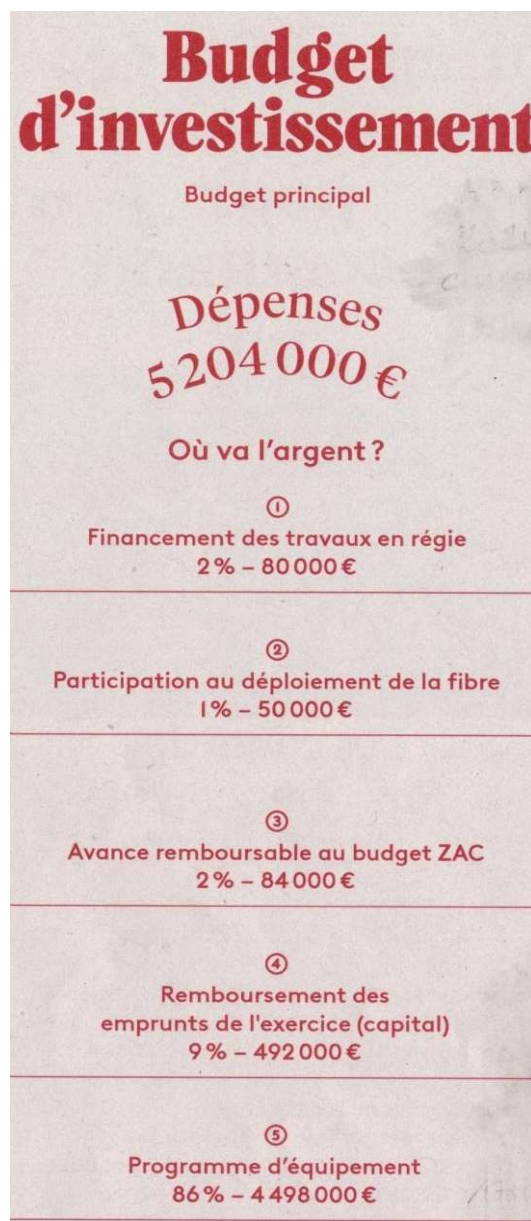 Budget
d'investissement
Budget principal
Dépenses
5 204 000 €
Où va l'argent ?
①
Financement des travaux en régie
2 % – 80 000 €
②
Participation au déploiement de la fibre
1 % – 50 000 €
③
Avance remboursable au budget ZAC
2 % – 84 000 €
④
Remboursement des
emprunts de l'exercice (capital)
9 % – 492 000 €
⑤
Programme d'équipement
86 % – 4 498 000 €